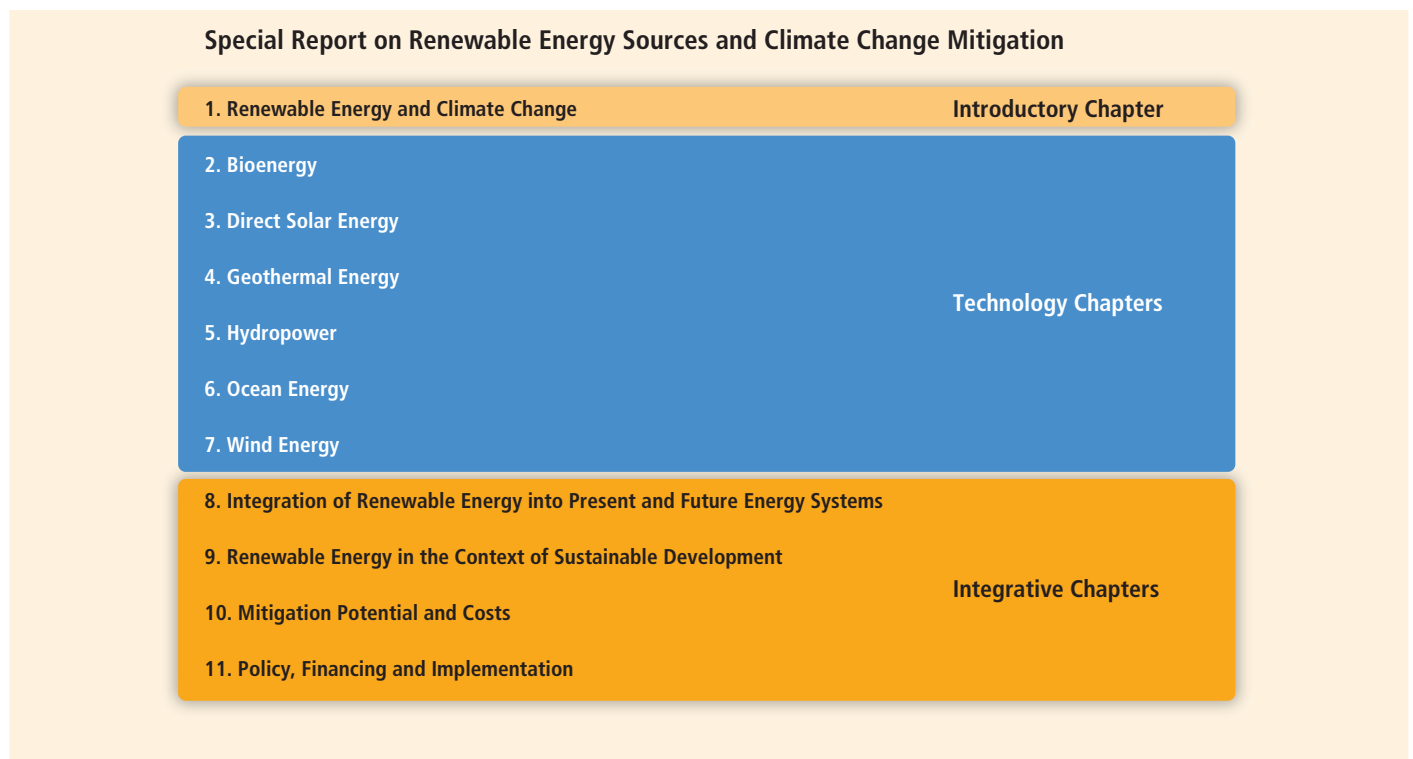 Special Report on Renewable Energy Sources and Climate Change Mitigation
1. Renewable Energy and Climate Change
Introductory Chapter
2. Bioenergy
3. Direct Solar Energy
4. Geothermal Energy
5. Hydropower
6. Ocean Energy
7. Wind Energy
Technology Chapters
8. Integration of Renewable Energy into Present and Future Energy Systems
9. Renewable Energy in the Context of Sustainable Development
10. Mitigation Potential and Costs
11. Policy, Financing and Implementation
Integrative Chapters